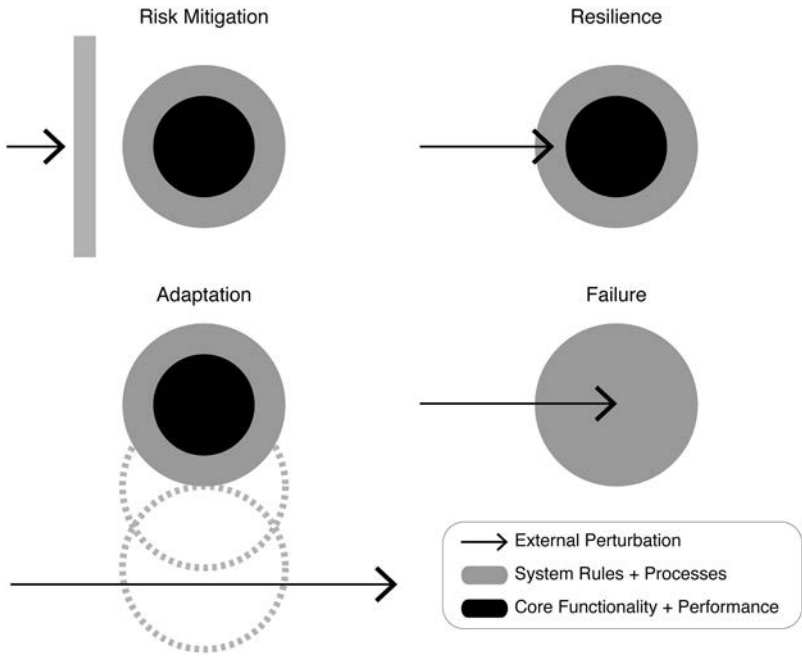 Risk Mitigation
Resilience
Adaptation
Failure
External Perturbation
System Rules + Processes
Core Functionality + Performance